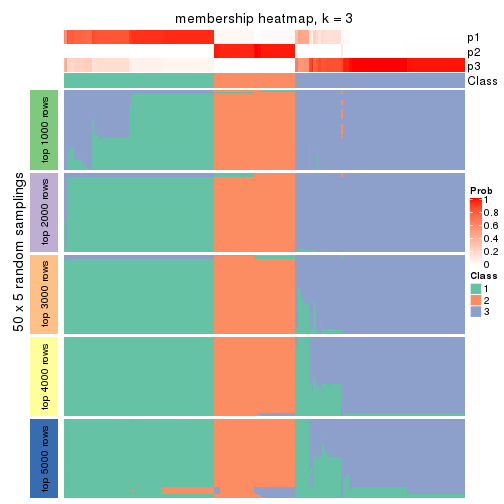 membership heatmap, k = 3
p1
p2
p3
Class
50 x 5 random samplings
top 1000 rows
top 2000 rows
top 3000 rows
top 4000 rows
top 5000 rows
Prob
1
0.8
0.6
0.4
0.2
0
Class
1
2
3